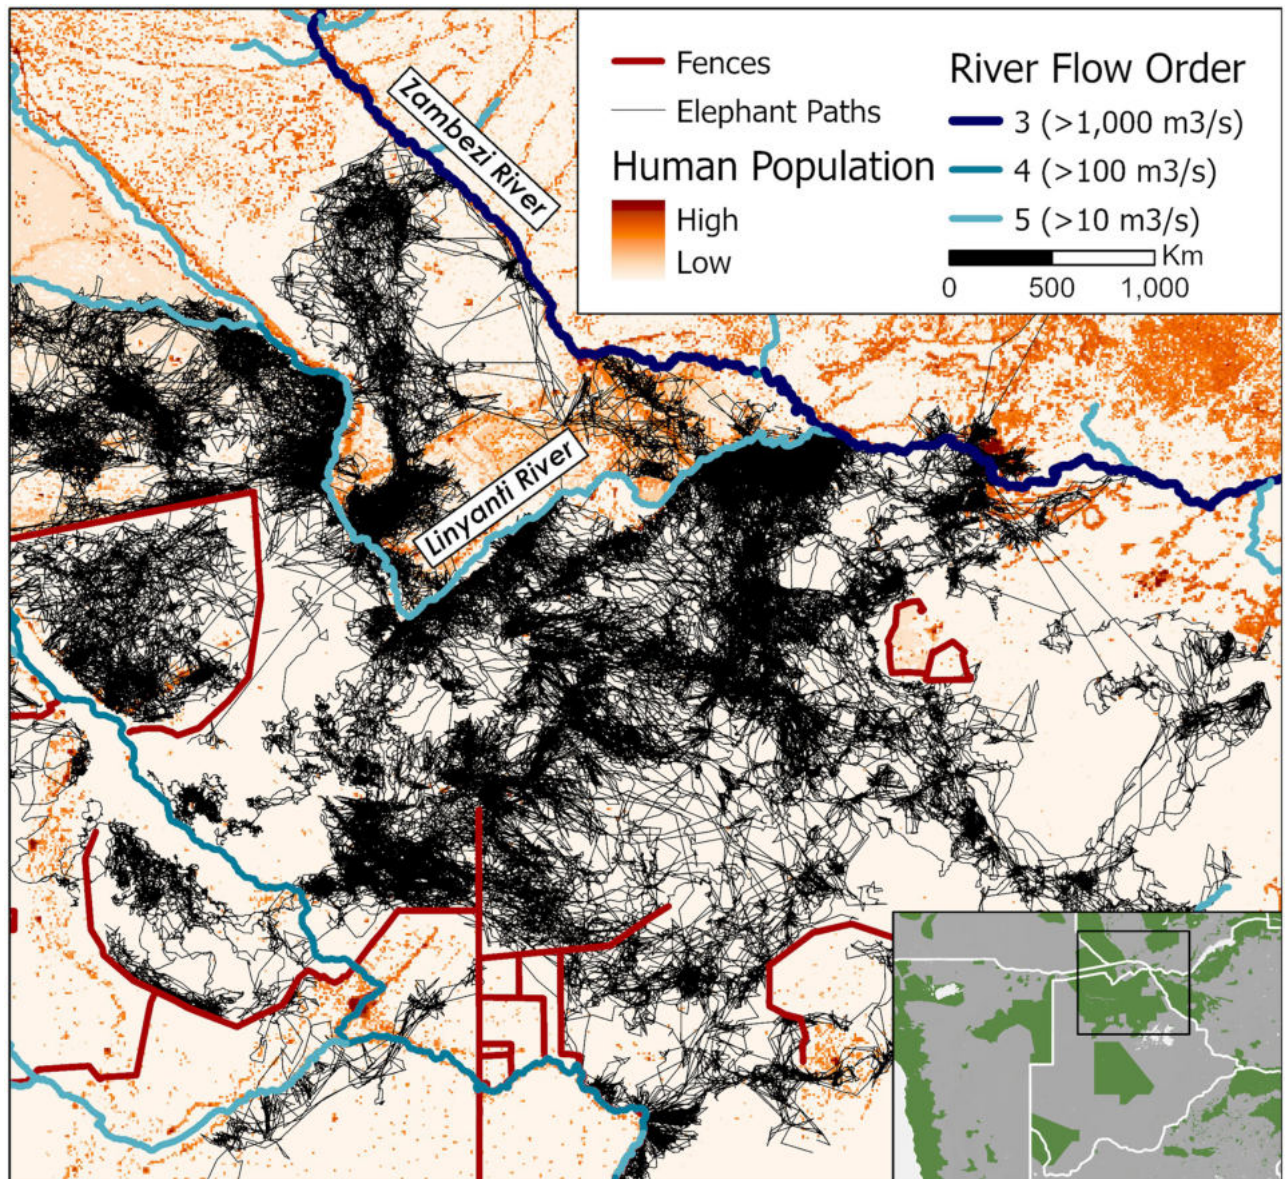 Zambezi River
Linyanti River
Fences
Elephant Paths
Human Population
High
Low
River Flow Order
3 (>1,000 m3/s)
4 (>100 m3/s)
5 (>10 m3/s)
Km
0 500 1,000